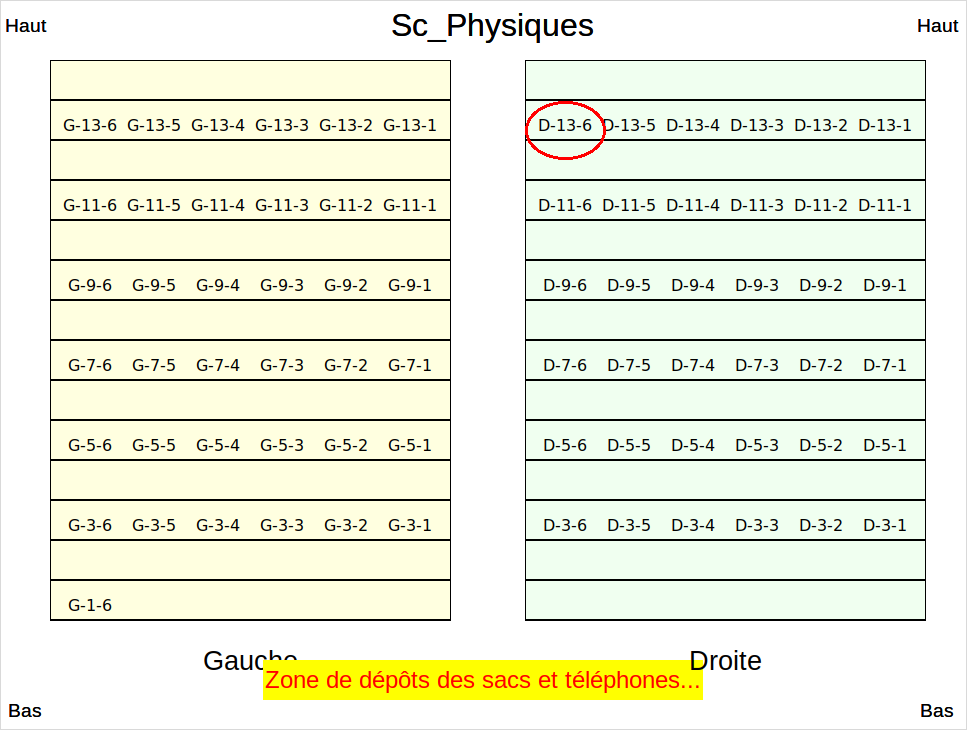 Haut Sc_Physiques Haut
G-13-6 G-13-5 G-13-4 G-13-3 G-13-2 G-13-1 D-13-6 D-13-5 D-13-4 D-13-3 D-13-2 D-13-1
G-11-6 G-11-5 G-11-4 G-11-3 G-11-2 G-11-1 D-11-6 D-11-5 D-11-4 D-11-3 D-11-2 D-11-1
G-9-6 G-9-5 G-9-4 G-9-3 G-9-2 G-9-1 D-9-6 D-9-5 D-9-4 D-9-3 D-9-2 D-9-1
G-7-6 G-7-5 G-7-4 G-7-3 G-7-2 G-7-1 D-7-6 D-7-5 D-7-4 D-7-3 D-7-2 D-7-1
G-5-6 G-5-5 G-5-4 G-5-3 G-5-2 G-5-1 D-5-6 D-5-5 D-5-4 D-5-3 D-5-2 D-5-1
G-3-6 G-3-5 G-3-4 G-3-3 G-3-2 G-3-1 D-3-6 D-3-5 D-3-4 D-3-3 D-3-2 D-3-1
G-1-6
Gauche Droite
Zone de dépôts des sacs et téléphones...
Bas Bas